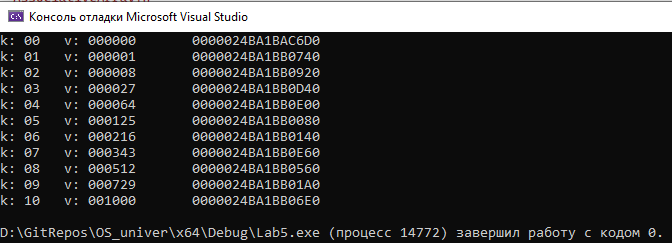 Консоль отладки Microsoft Visual Studio
k: 00 v: 000000 0000024BA1BAC6D0
k: 01 v: 000001 0000024BA1BB0740
k: 02 v: 000008 0000024BA1BB0920
k: 03 v: 000027 0000024BA1BB0D40
k: 04 v: 000064 0000024BA1BB0E00
k: 05 v: 000125 0000024BA1BB0080
k: 06 v: 000216 0000024BA1BB0140
k: 07 v: 000343 0000024BA1BB0E60
k: 08 v: 000512 0000024BA1BB0560
k: 09 v: 000729 0000024BA1BB01A0
k: 10 v: 001000 0000024BA1BB06E0
D:\GitRepos\OS_univer\x64\Debug\Lab5.exe (процесс 14772) завершил работу с кодом 0.